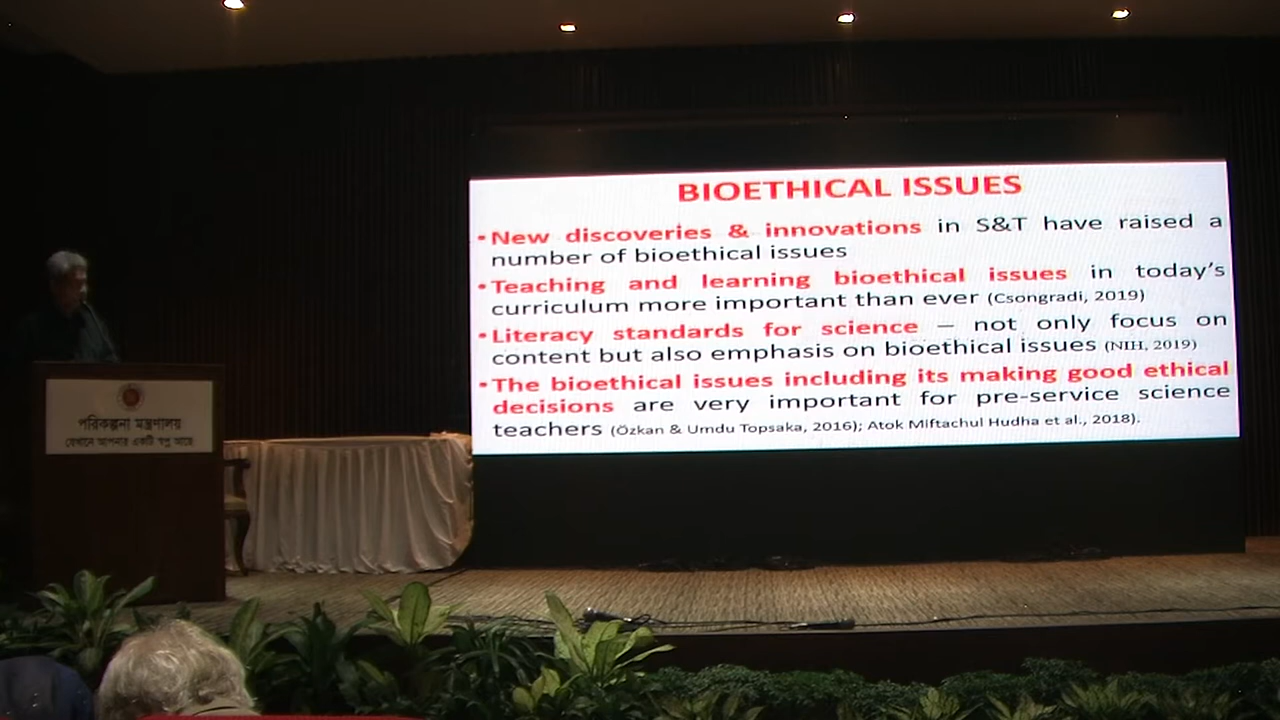 BIOETHICAL ISSUES
•New discoveries & innovations in S&T have raised a
number of bioethical issues
•Teaching and learning bioethical issues in today's
curriculum more important than ever (Csongradi, 2019)
•Literacy standards for science – not only focus on
content but also emphasis on bioethical issues (NIH, 2019)
•The bioethical issues including its making good ethical
decisions are very important for pre-service science
teachers (Özkan & Umdu Topsaka, 2016); Atok Miftachul Hudha et al., 2018).
পরিকল্পনা মন্ত্রণালয়
যেখানে আপনার একটি স্বপ্ন আছে